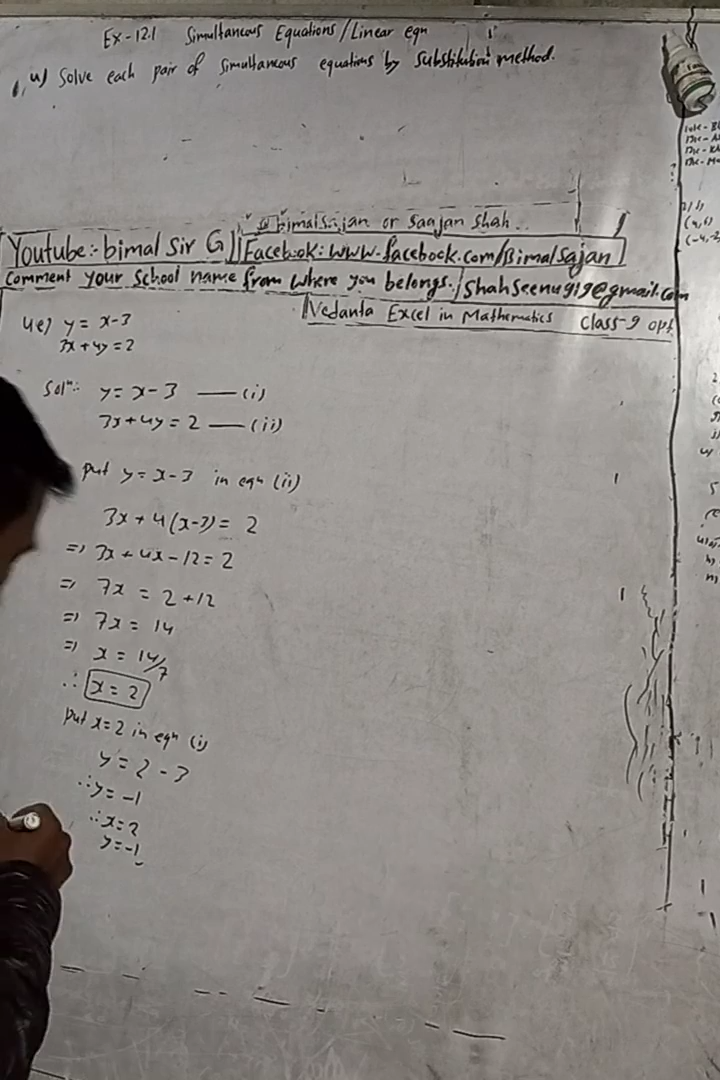 Ex-12.1 Simultaneous Equations/Linear eqn
4) Solve each pair of simultaneous equations by substitution method.
bimalsajan or Saajan Shah..
Youtube:- bimal sir G
Facebook: www.facebook.com/Bimalsajan
Comment your school name from where you belongs.
Vedanta Excel in Mathematics Class-9 opt
4e) y = x-3
3x+4y=2
Solⁿ: y = x-3 — (i)
3x+4y = 2 — (ii)
put y = x-3 in eqn (ii)
3x + 4(x-3) = 2
=) 3x + 4x - 12 = 2
=) 7x = 2 + 12
=) 7x = 14
=) x = 14/7
∴ x = 2
put x=2 in eqn (i)
y = 2 - 3
∴ y = -1
∴ x = 2
y = -1